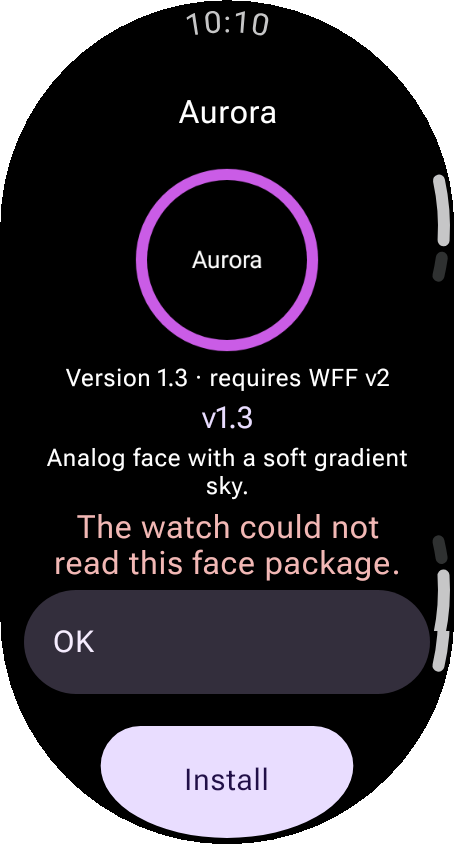 10:10
Aurora
Aurora
Version 1.3 · requires WFF v2
v1.3
Analog face with a soft gradient
sky.
The watch could not
read this face package.
OK
Install